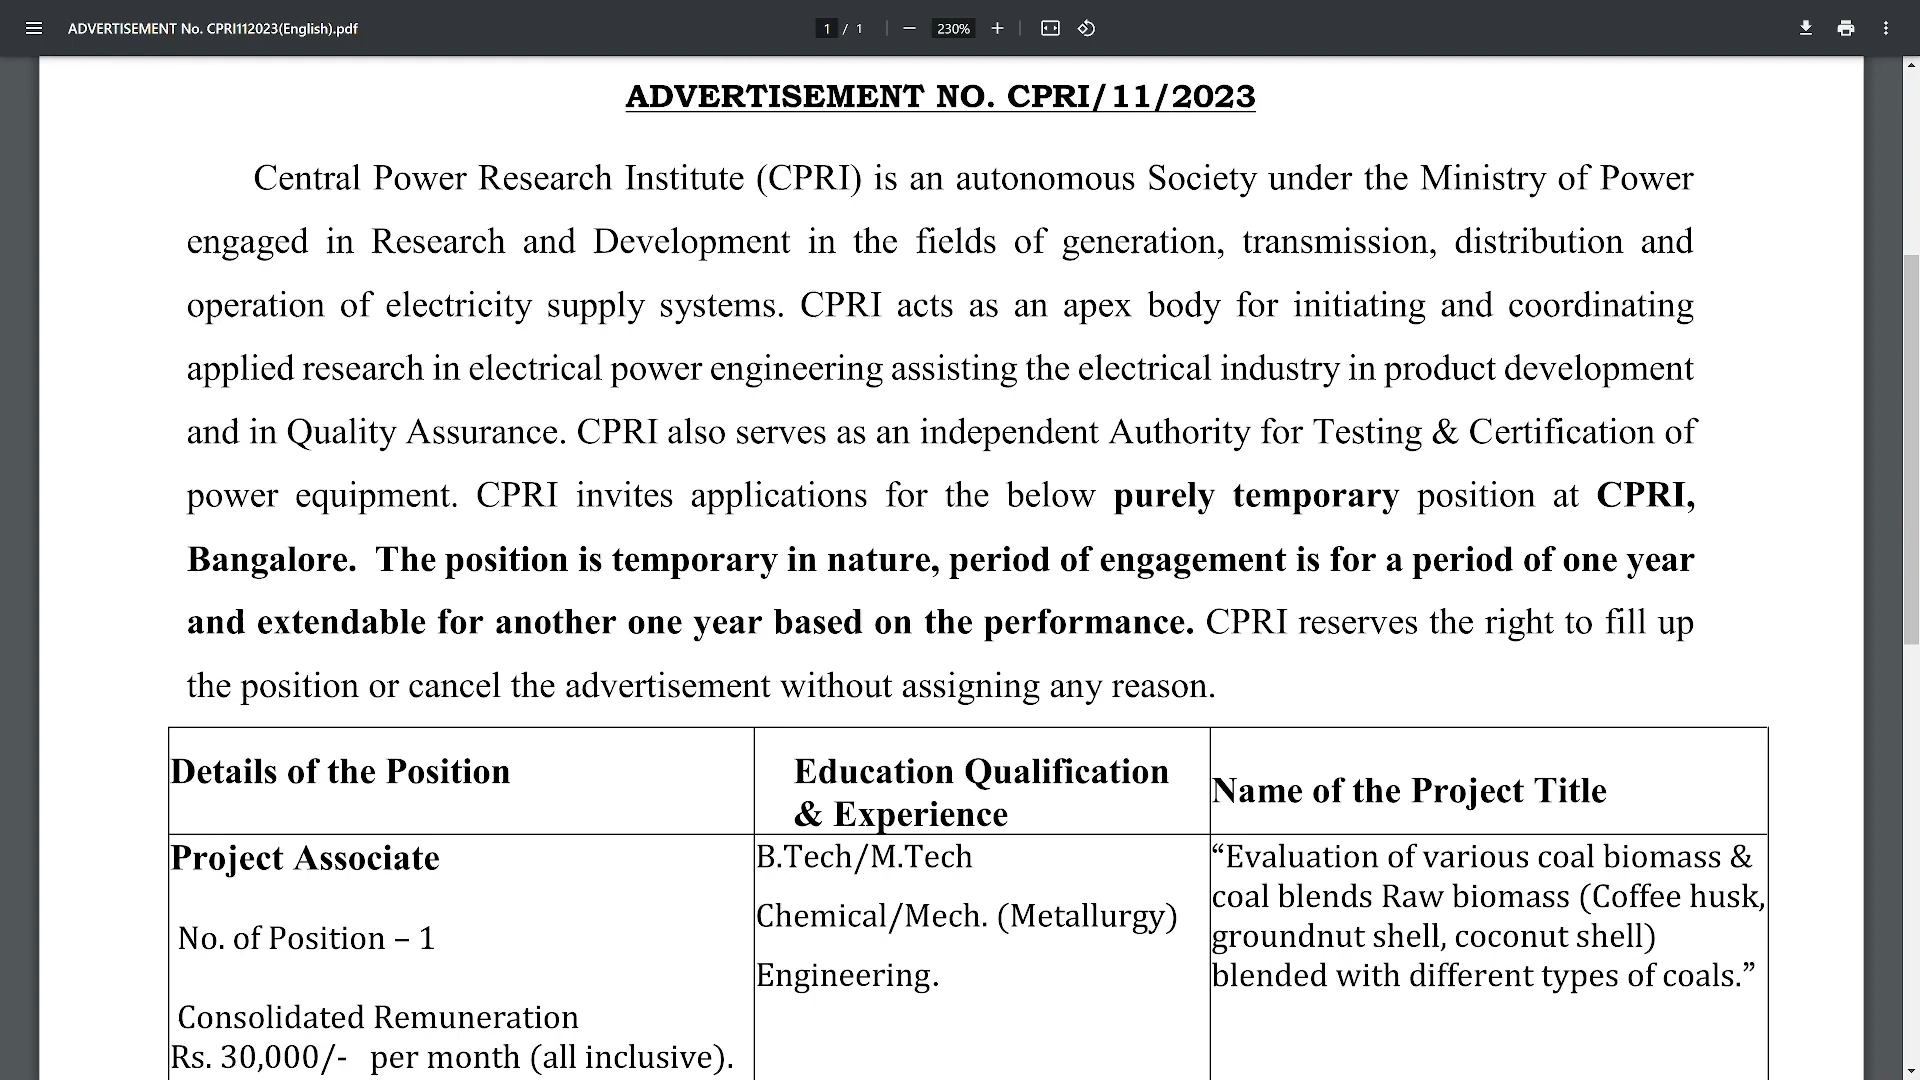 ADVERTISEMENT No. CPRI112023(English).pdf
1 / 1
230%
ADVERTISEMENT NO. CPRI/11/2023
Central Power Research Institute (CPRI) is an autonomous Society under the Ministry of Power
engaged in Research and Development in the fields of generation, transmission, distribution and
operation of electricity supply systems. CPRI acts as an apex body for initiating and coordinating
applied research in electrical power engineering assisting the electrical industry in product development
and in Quality Assurance. CPRI also serves as an independent Authority for Testing & Certification of
power equipment. CPRI invites applications for the below purely temporary position at CPRI,
Bangalore. The position is temporary in nature, period of engagement is for a period of one year
and extendable for another one year based on the performance. CPRI reserves the right to fill up
the position or cancel the advertisement without assigning any reason.
Details of the Position
Education Qualification
& Experience
Name of the Project Title
Project Associate
No. of Position – 1
Consolidated Remuneration
Rs. 30,000/- per month (all inclusive).
B.Tech/M.Tech
Chemical/Mech. (Metallurgy)
Engineering.
“Evaluation of various coal biomass &
coal blends Raw biomass (Coffee husk,
groundnut shell, coconut shell)
blended with different types of coals.”